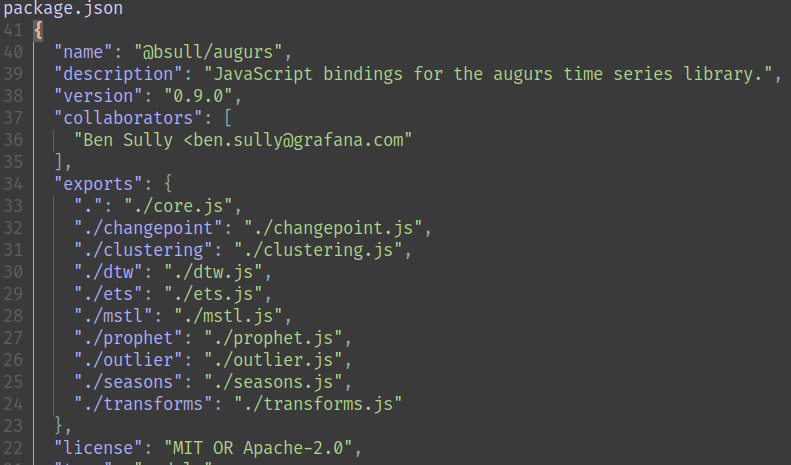 package.json
41 {
40 "name": "@bsull/augurs",
39 "description": "JavaScript bindings for the augurs time series library.",
38 "version": "0.9.0",
37 "collaborators": [
36 "Ben Sully <ben.sully@grafana.com"
35 ],
34 "exports": {
33 ".": "./core.js",
32 "./changepoint": "./changepoint.js",
31 "./clustering": "./clustering.js",
30 "./dtw": "./dtw.js",
29 "./ets": "./ets.js",
28 "./mstl": "./mstl.js",
27 "./prophet": "./prophet.js",
26 "./outlier": "./outlier.js",
25 "./seasons": "./seasons.js",
24 "./transforms": "./transforms.js"
23 },
22 "license": "MIT OR Apache-2.0",